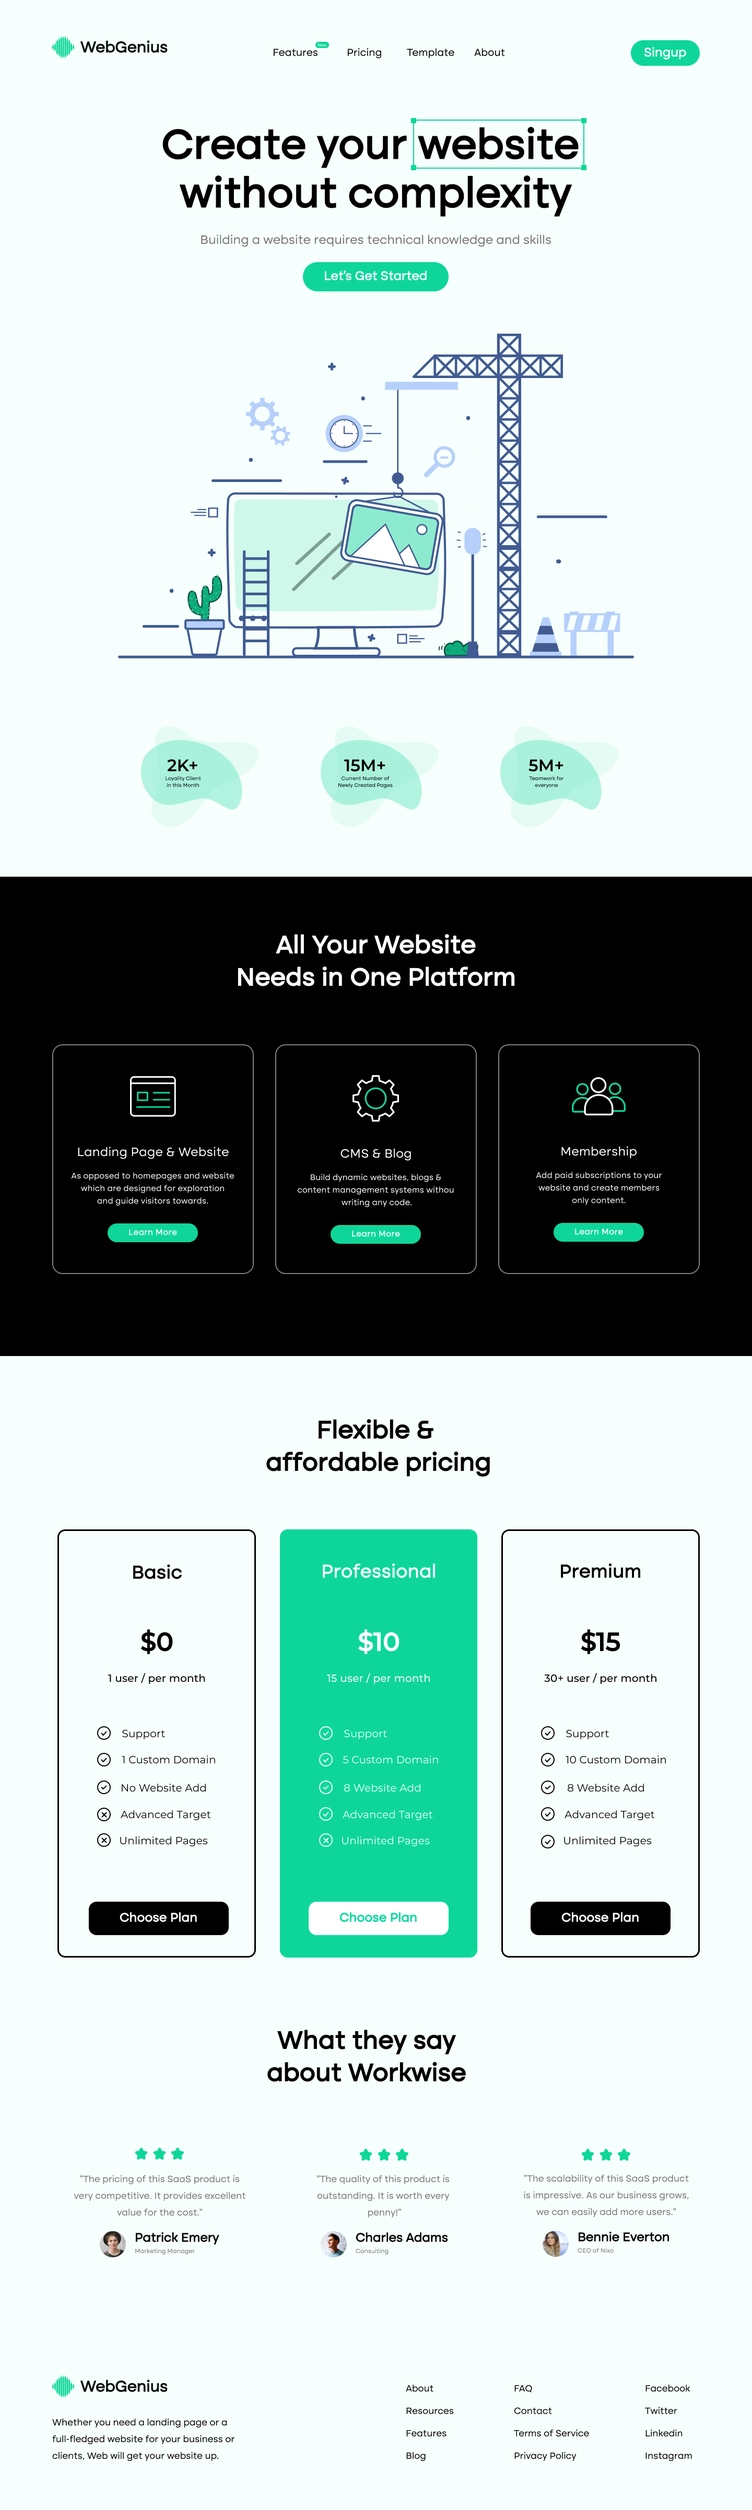 WebGenius
Features
New
Pricing
Template
About
Singup
Create your website
without complexity
Building a website requires technical knowledge and skills
Let's Get Started
2K+
Loyality Client
in this Month
15M+
Current Number of
Newly Created Pages
5M+
Teamwork for
everyone
All Your Website
Needs in One Platform
Landing Page & Website
As opposed to homepages and website
which are designed for exploration
and guide visitors towards.
Learn More
CMS & Blog
Build dynamic websites, blogs &
content management systems withou
writing any code.
Learn More
Membership
Add paid subscriptions to your
website and create members
only content.
Learn More
Flexible &
affordable pricing
Basic
$0
1 user / per month
Support
1 Custom Domain
No Website Add
Advanced Target
Unlimited Pages
Choose Plan
Professional
$10
15 user / per month
Support
5 Custom Domain
8 Website Add
Advanced Target
Unlimited Pages
Choose Plan
Premium
$15
30+ user / per month
Support
10 Custom Domain
8 Website Add
Advanced Target
Unlimited Pages
Choose Plan
What they say
about Workwise
"The pricing of this SaaS product is
very competitive. It provides excellent
value for the cost."
Patrick Emery
Marketing Manager
"The quality of this product is
outstanding. It is worth every
penny!"
Charles Adams
Consulting
"The scalability of this SaaS product
is impressive. As our business grows,
we can easily add more users."
Bennie Everton
CEO of Nixo
WebGenius
Whether you need a landing page or a
full-fledged website for your business or
clients, Web will get your website up.
About
Resources
Features
Blog
FAQ
Contact
Terms of Service
Privacy Policy
Facebook
Twitter
Linkedin
Instagram